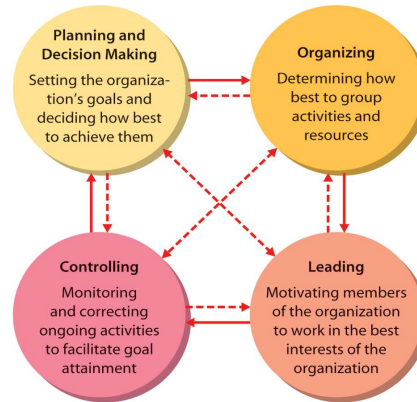 Planning and
Decision Making
Setting the organiza-
tion's goals and
deciding how best
to achieve them
Organizing
Determining how
best to group
activities and
resources
Controlling
Monitoring
and correcting
ongoing activities
to facilitate goal
attainment
Leading
Motivating members
of the organization
to work in the best
interests of the
organization